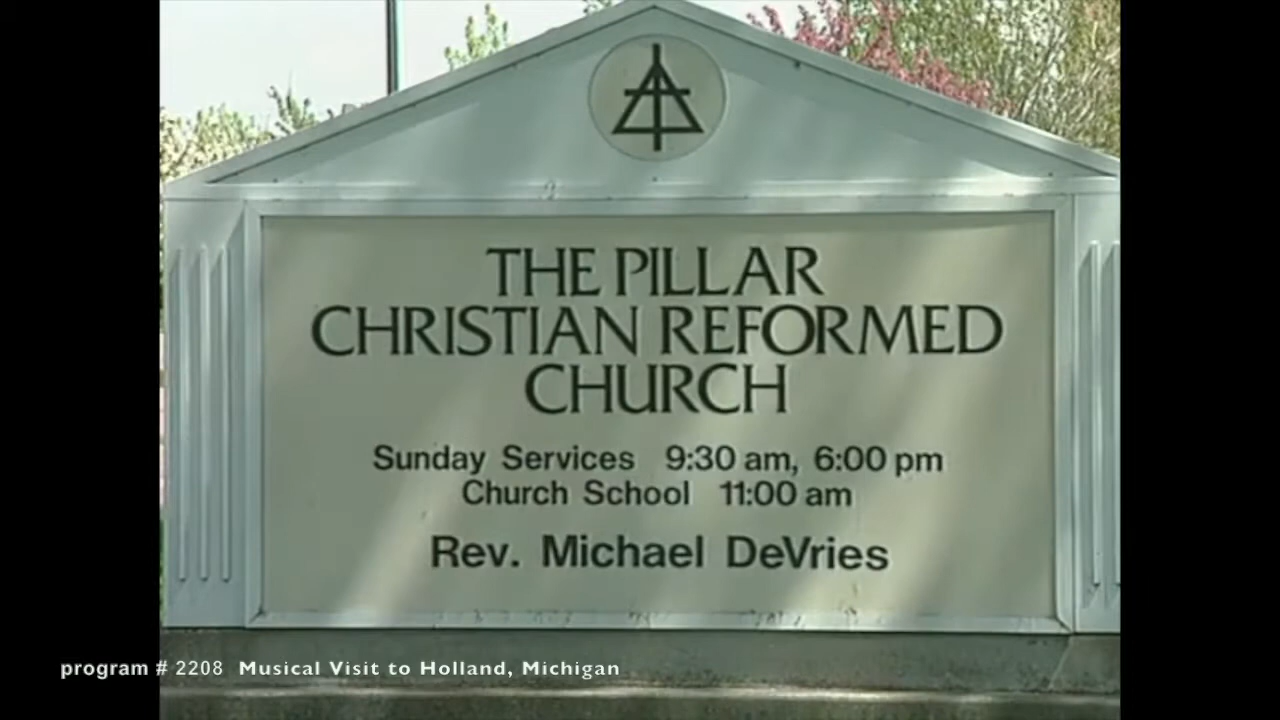 THE PILLAR
CHRISTIAN REFORMED
CHURCH
Sunday Services 9:30 am, 6:00 pm
Church School 11:00 am
Rev. Michael DeVries
program # 2208 Musical Visit to Holland, Michigan